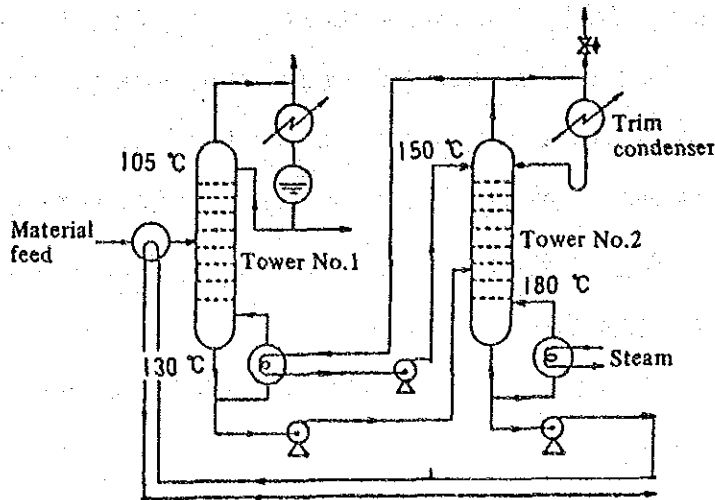 105 ℃
150 ℃
Trim
condenser
Material
feed
Tower No.1
Tower No.2
180 ℃
130 ℃
Steam